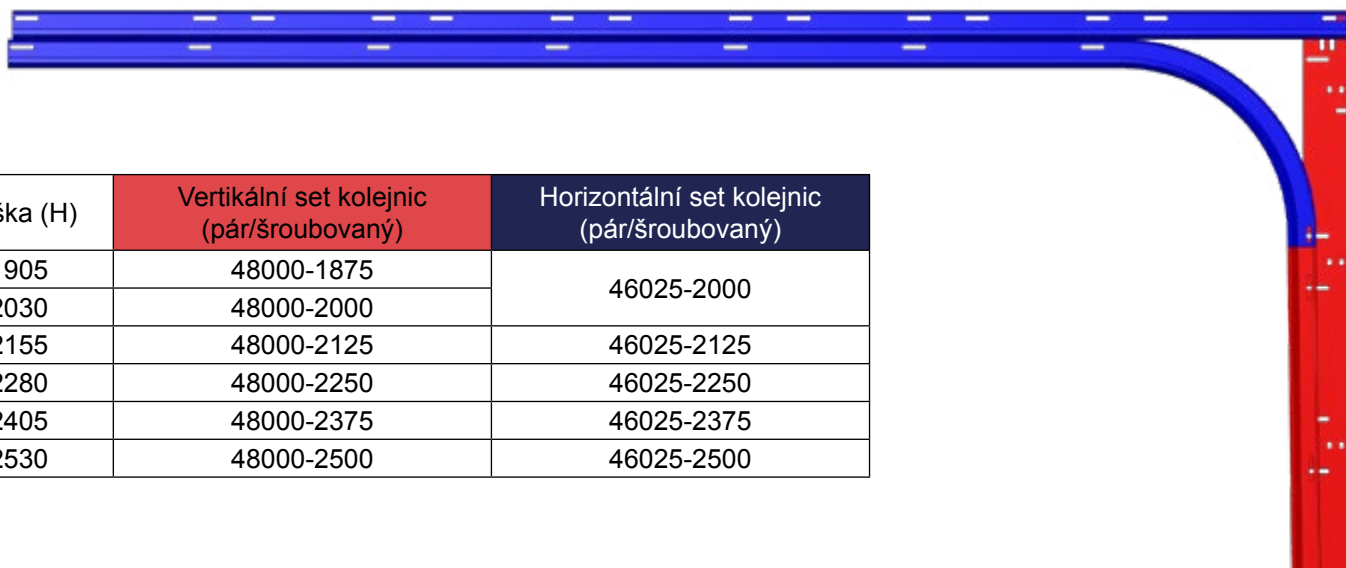 ška (H)
Vertikální set kolejnic
(pár/šroubovaný)
Horizontální set kolejnic
(pár/šroubovaný)
905 48000-1875 46025-2000
2030 48000-2000
2155 48000-2125 46025-2125
2280 48000-2250 46025-2250
2405 48000-2375 46025-2375
2530 48000-2500 46025-2500